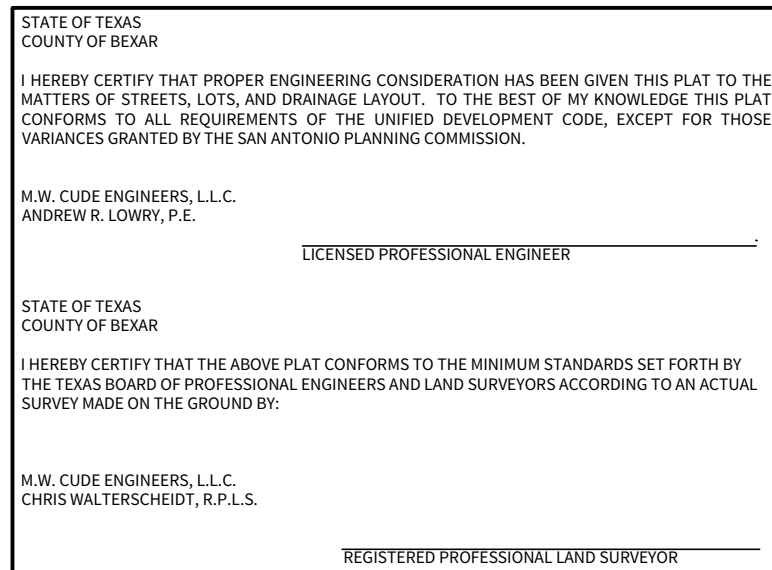 STATE OF TEXAS
COUNTY OF BEXAR
I HEREBY CERTIFY THAT PROPER ENGINEERING CONSIDERATION HAS BEEN GIVEN THIS PLAT TO THE
MATTERS OF STREETS, LOTS, AND DRAINAGE LAYOUT. TO THE BEST OF MY KNOWLEDGE THIS PLAT
CONFORMS TO ALL REQUIREMENTS OF THE UNIFIED DEVELOPMENT CODE, EXCEPT FOR THOSE
VARIANCES GRANTED BY THE SAN ANTONIO PLANNING COMMISSION.
M.W. CUDE ENGINEERS, L.L.C.
ANDREW R. LOWRY, P.E.
LICENSED PROFESSIONAL ENGINEER
STATE OF TEXAS
COUNTY OF BEXAR
I HEREBY CERTIFY THAT THE ABOVE PLAT CONFORMS TO THE MINIMUM STANDARDS SET FORTH BY
THE TEXAS BOARD OF PROFESSIONAL ENGINEERS AND LAND SURVEYORS ACCORDING TO AN ACTUAL
SURVEY MADE ON THE GROUND BY:
M.W. CUDE ENGINEERS, L.L.C.
CHRIS WALTERSCHEIDT, R.P.L.S.
REGISTERED PROFESSIONAL LAND SURVEYOR